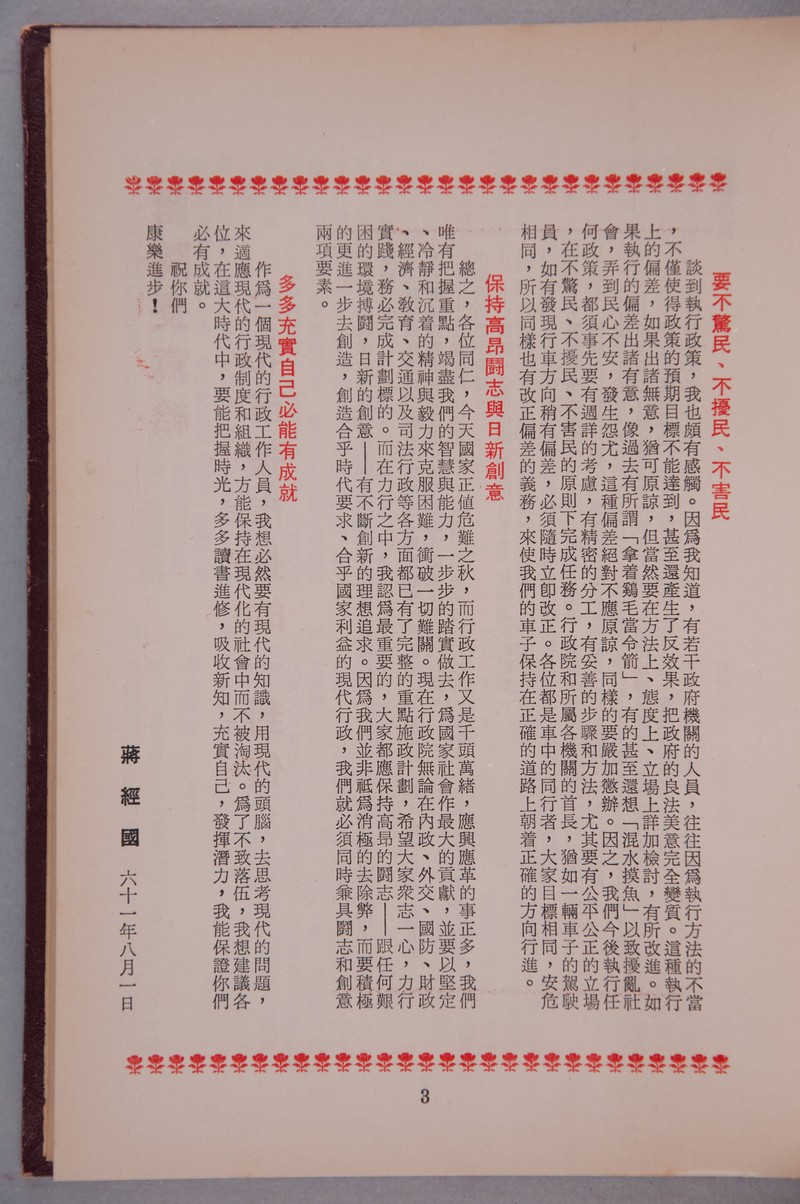 要不驚民、不擾民、不害民
談到執行政策，我也頗有感觸。因爲我知道，有若干政府機關的人員，往往因爲執行方法的不當
，不僅使得政策的預期目標不能達到，甚至還產生了反效果，把政府的良法美意完全變質。這種執行
上的偏差，如果出諸無意，猶可原諒，但當然要在方法上、態度上、立場上詳加檢討，有所改進。如
果執行的偏差出諸有意，像過去有所謂「拿着鷄毛當令箭」，有的甚至還想「混水摸魚」以致擾亂社
會，弄到民心不安，發生怨尤，這種偏差絕對不應原諒，同樣的要嚴加懲辦。因之，我們今後執行任
何政策，都須事先要有週詳的考慮，有精密的分工，有妥善的步驟和方法，尤其要有公平公正的立場
，在不驚民、不擾民、不害民的原則下完成任務。行政院和所屬各機關的首長，猶如一輛車子的駕駛
員，如有發現行車方向稍有偏差，必須隨時立卽改正。各位都是車中的同行者，大家目標相同，安危
相同，所以同樣也有改正偏差的義務，來使我們的車子保持在正確的道路上朝着正確的方向行進。
保持高昂鬪志與日新創意
總之，各位同仁，今天國家正值危難之秋，而行政工作又是千頭萬緒，應興應革的事正多，我們
唯有把握重點，竭盡我們的智慧與能力，一步步的踏實做去，爲國家社會作最大的貢獻，並要以堅定
、冷靜和沉着的精神與毅力來克服困難，衝破一切難關。現在行政院無論在內政、外交、國防、財政
、經濟、敎育、交通以及司法行政等各方面都已有了完整的重點施政計劃，希望大家衆志一心，力行
實踐，務必完成計劃標的。而在力行之中，我認爲最重要的，大家都應保持高昻的鬪志——跟任何艱
困的環境搏鬪，日新的創意——有不斷創新的理想追求。因爲我們並非祗爲消極的去除弊，而要積極
的更進一步去創造，創造合乎時代要求、合乎國家利益的現代行政，我們就必須同時兼具鬪志和創意
兩項要素。
多多充實自己必能有成就
作爲一個現代的行政工作人員，我想必然要有現代的知識，用現代的頭腦，去思考現代的問題，
來適應現代的行政制度和組織，方能保持在現代化的社會中而不被淘汰。爲了不致落伍，我想建議各
位，在這大時代中，要能把握時光，多多讀書進修，吸收新知，充實自己，發揮潛力，我能保證你們
必有成就。
祝你們
康樂進步！
蔣經國 六十一年八月一日
3